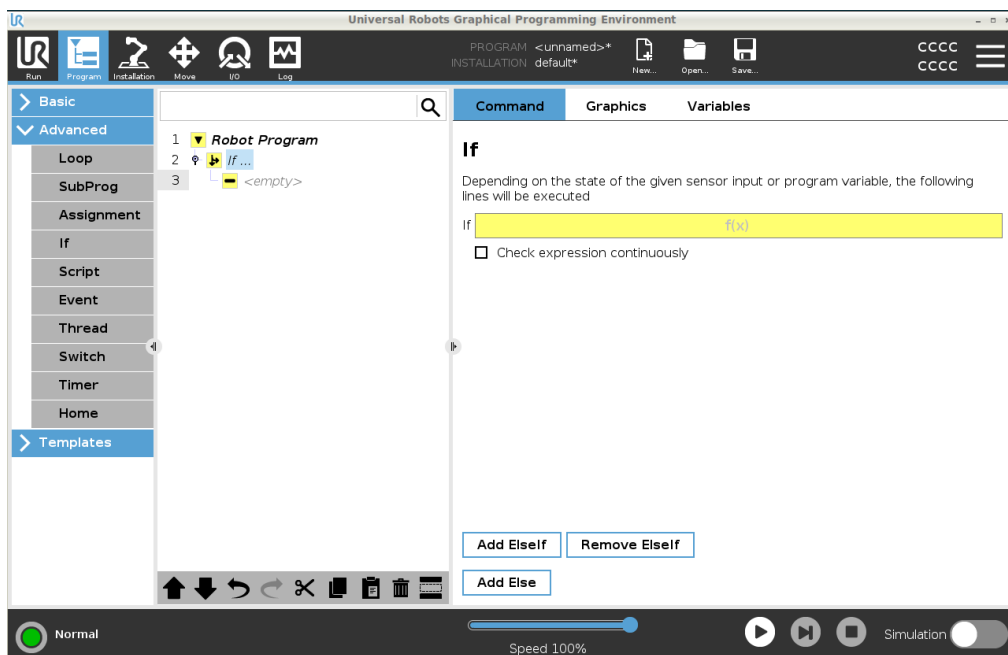 Universal Robots Graphical Programming Environment
UR
PROGRAM <unnamed>*
INSTALLATION default*
CCCC
CCCC
Run Program Installation Move I/O Log New... Open... Save...
Basic
Advanced
Loop
SubProg
Assignment
If
Script
Event
Thread
Switch
Timer
Home
Templates
1 Robot Program
2 If ...
3 <empty>
Command Graphics Variables
If
Depending on the state of the given sensor input or program variable, the following
lines will be executed
If f(x)
Check expression continuously
Add ElseIf Remove ElseIf
Add Else
Normal
Speed 100%
Simulation